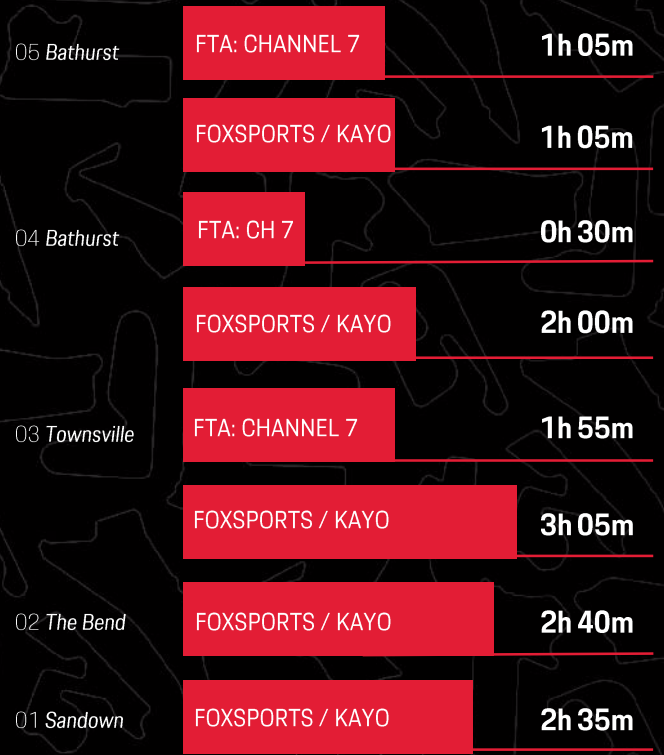 05 Bathurst
FTA: CHANNEL 7
1h 05m
FOXSPORTS / KAYO
1h 05m
04 Bathurst
FTA: CH 7
0h 30m
FOXSPORTS / KAYO
2h 00m
03 Townsville
FTA: CHANNEL 7
1h 55m
FOXSPORTS / KAYO
3h 05m
02 The Bend
FOXSPORTS / KAYO
2h 40m
01 Sandown
FOXSPORTS / KAYO
2h 35m